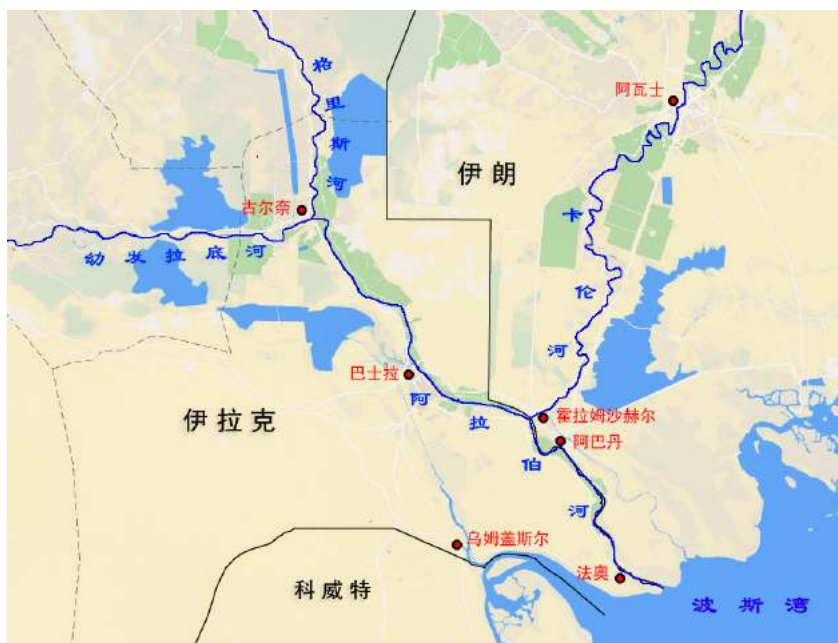 格里斯河
阿瓦士
伊朗
古尔奈
卡伦河
幼发拉底河
巴士拉
阿拉伯河
霍拉姆沙赫尔
伊拉克
阿巴丹
乌姆盖斯尔
法奥
科威特
波斯湾